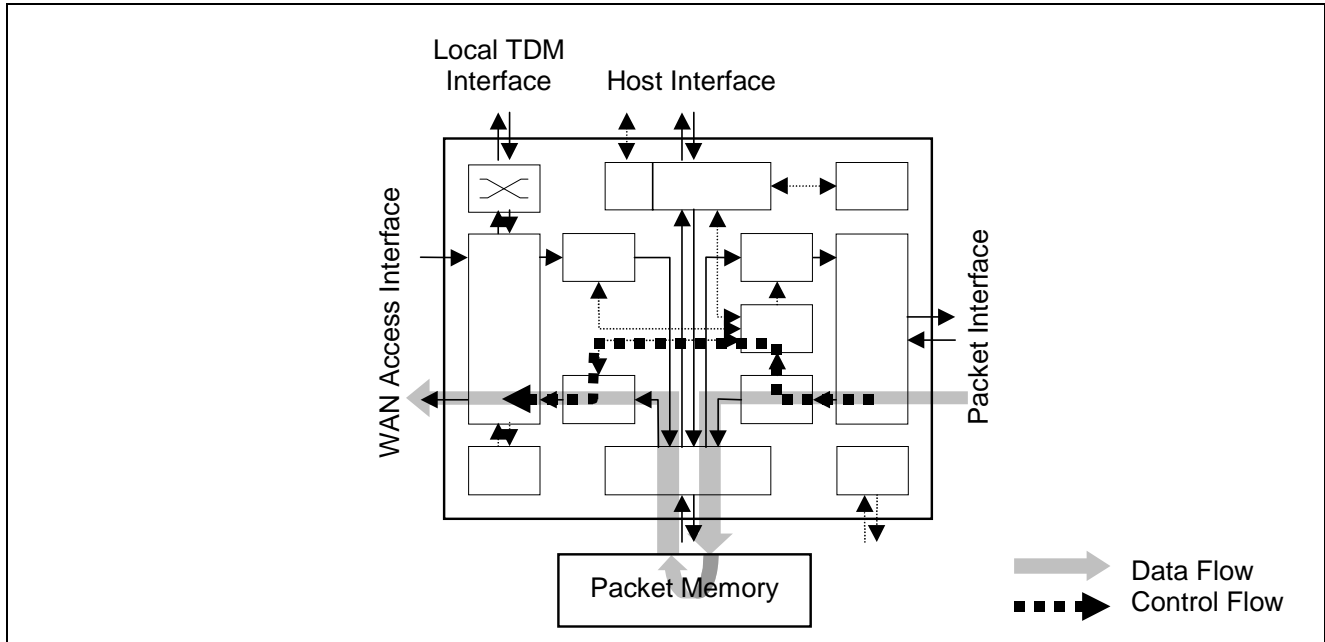 Local TDM
Interface
Host Interface
WAN Access Interface
Packet Interface
Packet Memory
Data Flow
Control Flow